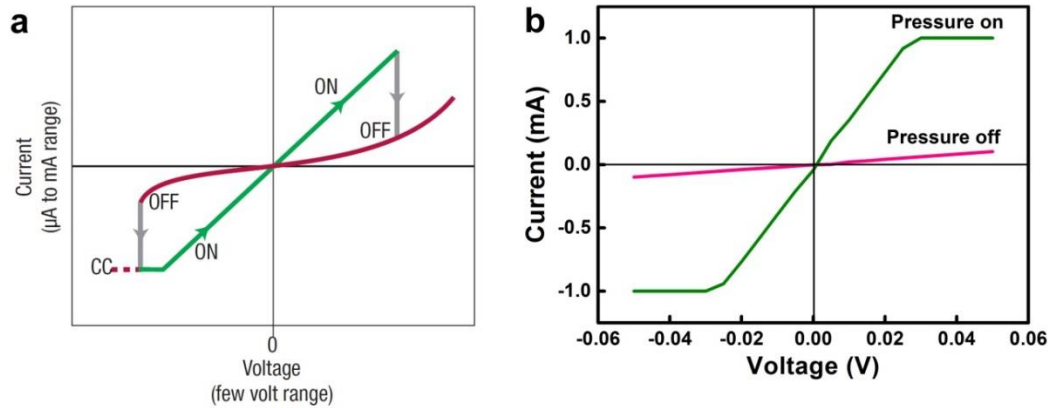 a
ON
OFF
OFF
ON
CC
Current
(µA to mA range)
0
Voltage
(few volt range)
b
Pressure on
Pressure off
1.0
0.5
0.0
-0.5
-1.0
Current (mA)
-0.06 -0.04 -0.02 0.00 0.02 0.04 0.06
Voltage (V)